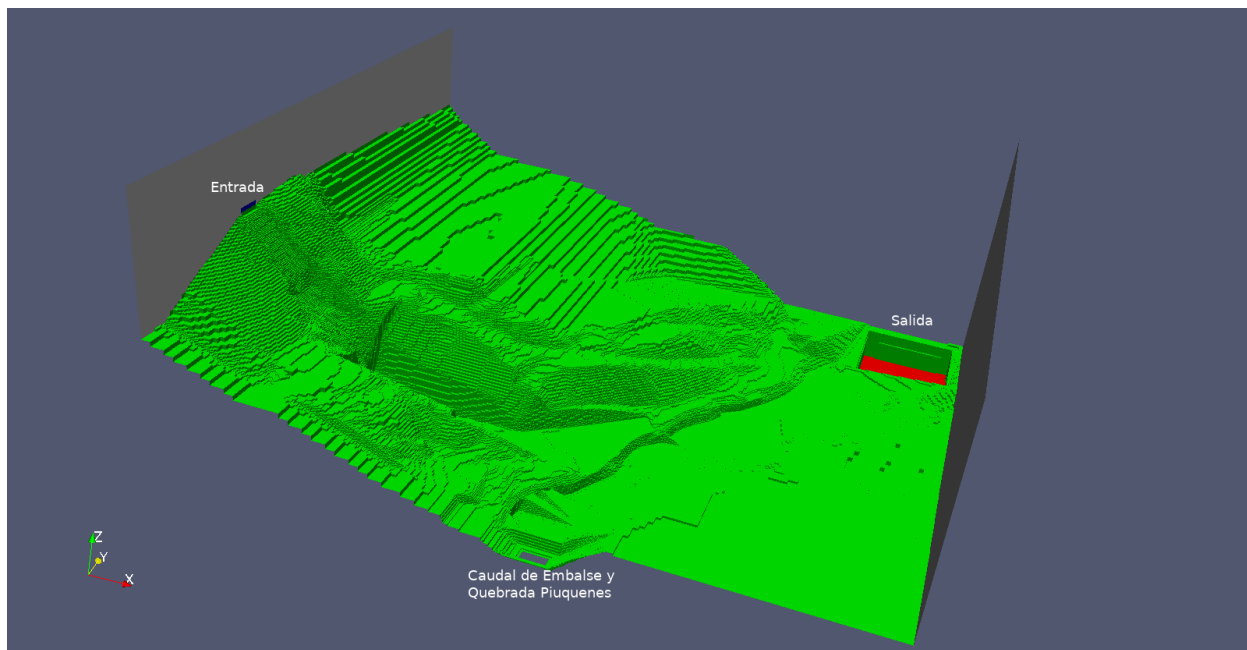 Entrada
Salida
Caudal de Embalse y
Quebrada Piuquenes
Z
Y
X